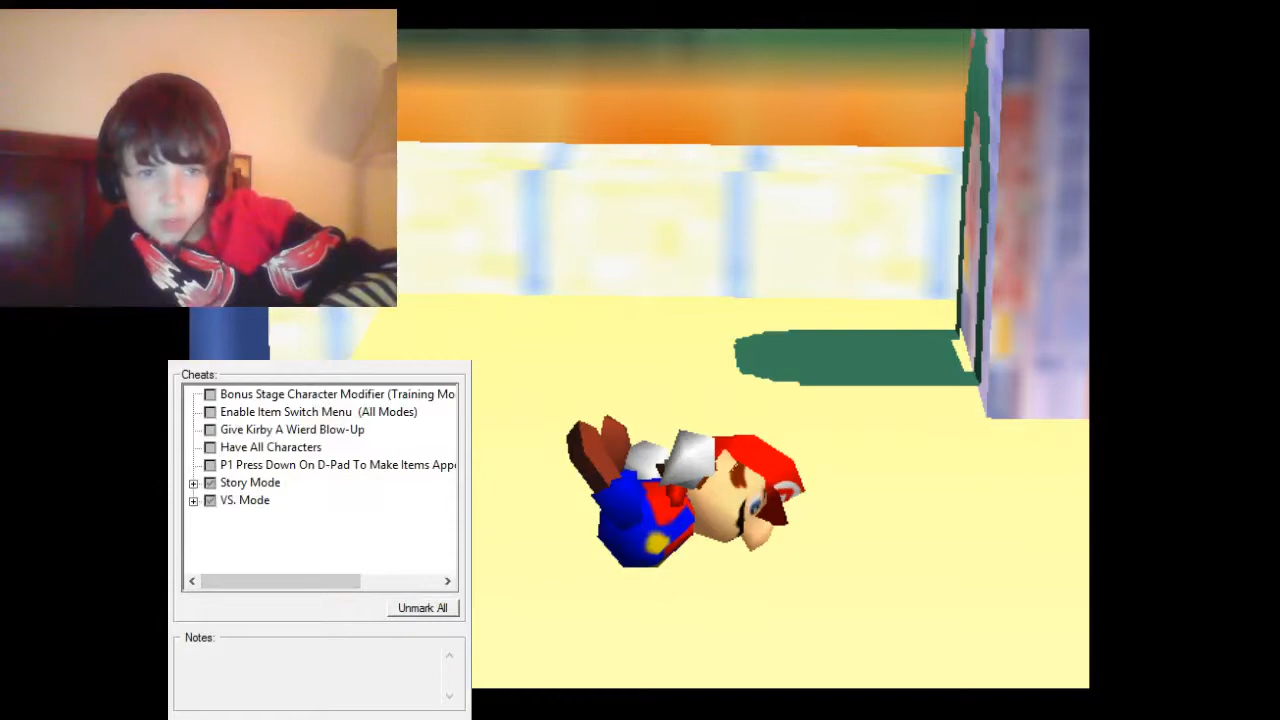 Cheats:
Bonus Stage Character Modifier (Training Mo
Enable Item Switch Menu (All Modes)
Give Kirby A Wierd Blow-Up
Have All Characters
P1 Press Down On D-Pad To Make Items Appe
Story Mode
VS. Mode
Unmark All
Notes: